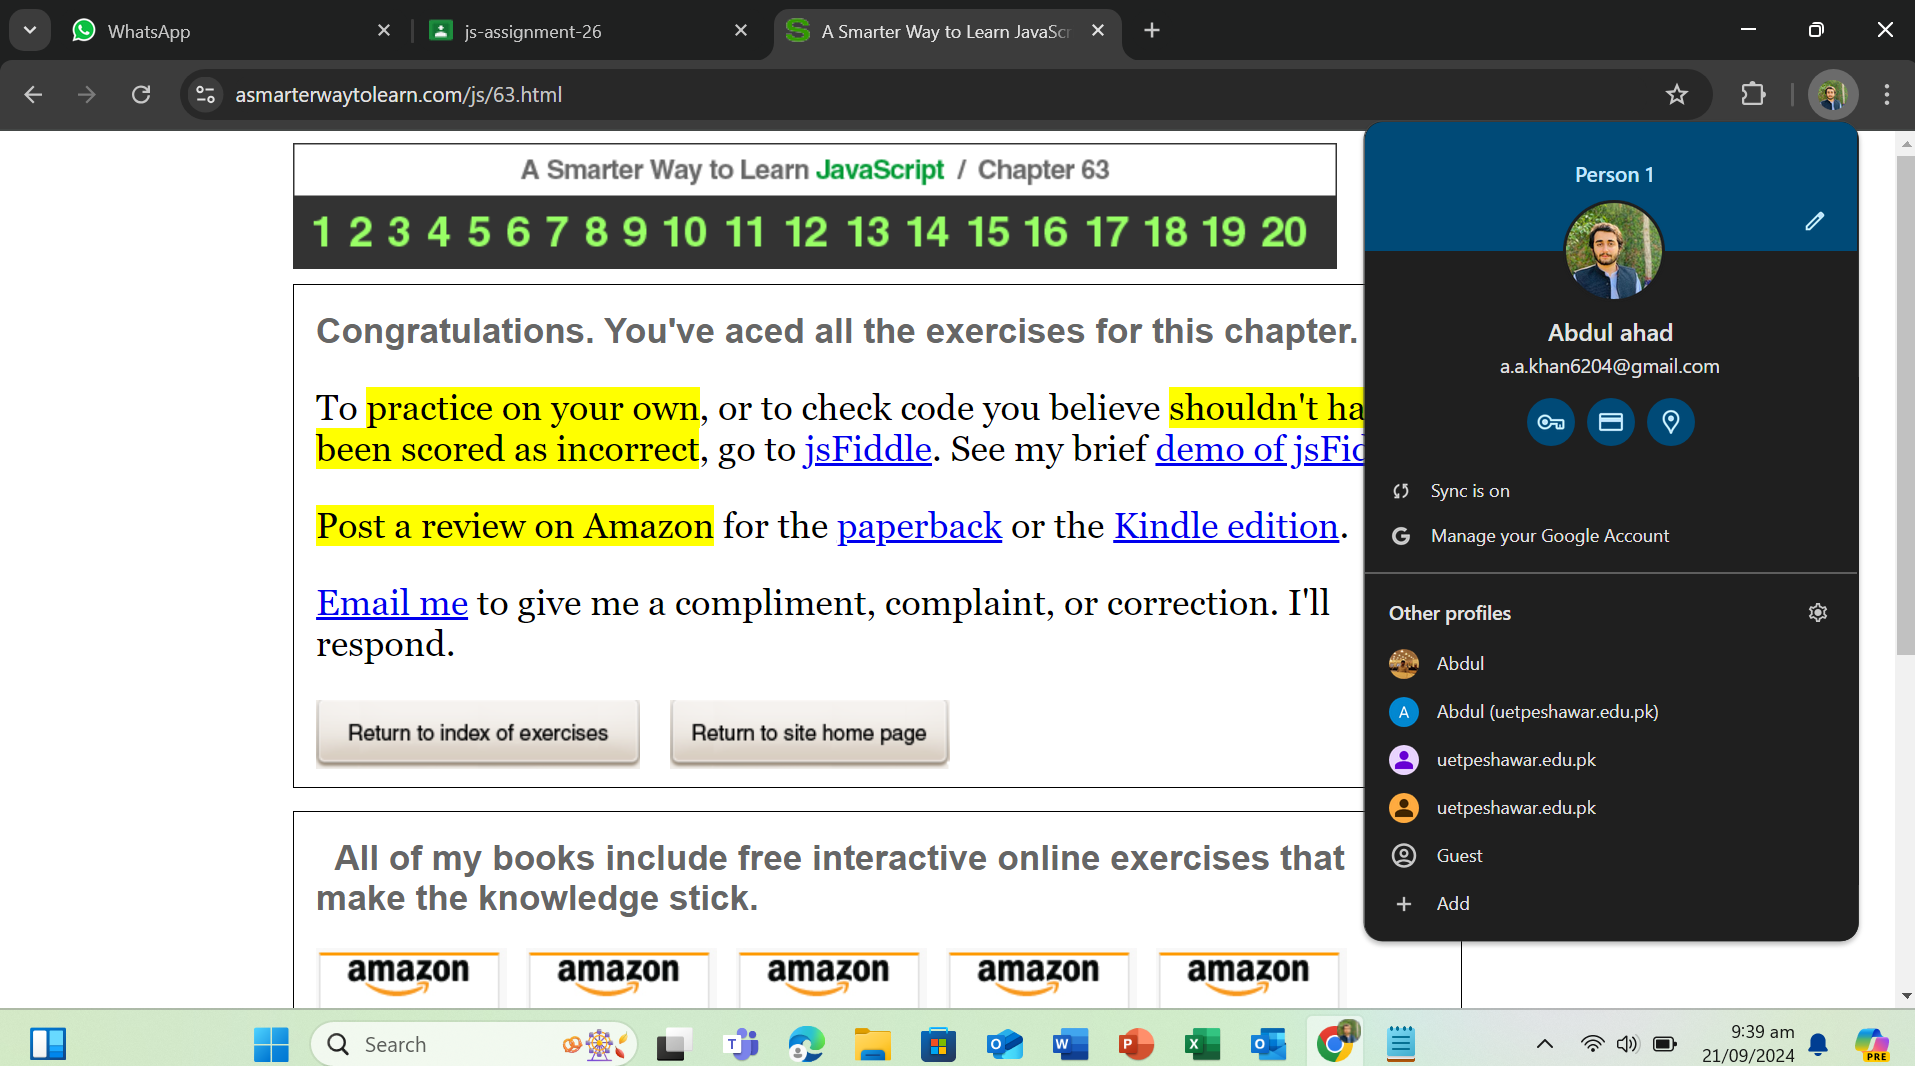 WhatsApp
js-assignment-26
A Smarter Way to Learn JavaScr
asmarterwaytolearn.com/js/63.html
A Smarter Way to Learn JavaScript / Chapter 63
1 2 3 4 5 6 7 8 9 10 11 12 13 14 15 16 17 18 19 20
Congratulations. You've aced all the exercises for this chapter.
To practice on your own, or to check code you believe shouldn't ha
been scored as incorrect, go to jsFiddle. See my brief demo of jsFid
Post a review on Amazon for the paperback or the Kindle edition.
Email me to give me a compliment, complaint, or correction. I'll
respond.
Return to index of exercises
Return to site home page
All of my books include free interactive online exercises that
make the knowledge stick.
amazon amazon amazon amazon amazon
Person 1
Abdul ahad
a.a.khan6204@gmail.com
Sync is on
G Manage your Google Account
Other profiles
Abdul
A Abdul (uetpeshawar.edu.pk)
uetpeshawar.edu.pk
uetpeshawar.edu.pk
Guest
+ Add
Search
9:39 am
21/09/2024
PRE